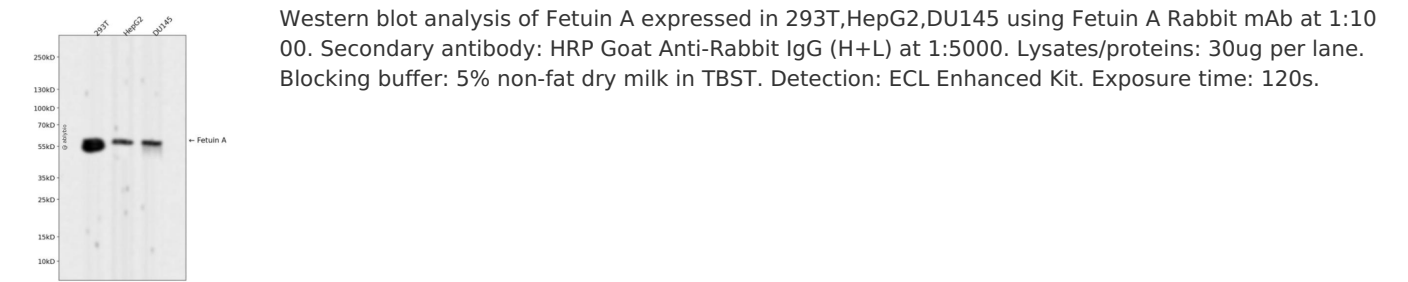 293T HepG2 DU145
250kD
130kD
100kD
70kD
55kD
35kD
25kD
15kD
10kD
← Fetuin A
Western blot analysis of Fetuin A expressed in 293T,HepG2,DU145 using Fetuin A Rabbit mAb at 1:10
00. Secondary antibody: HRP Goat Anti-Rabbit IgG (H+L) at 1:5000. Lysates/proteins: 30ug per lane.
Blocking buffer: 5% non-fat dry milk in TBST. Detection: ECL Enhanced Kit. Exposure time: 120s.